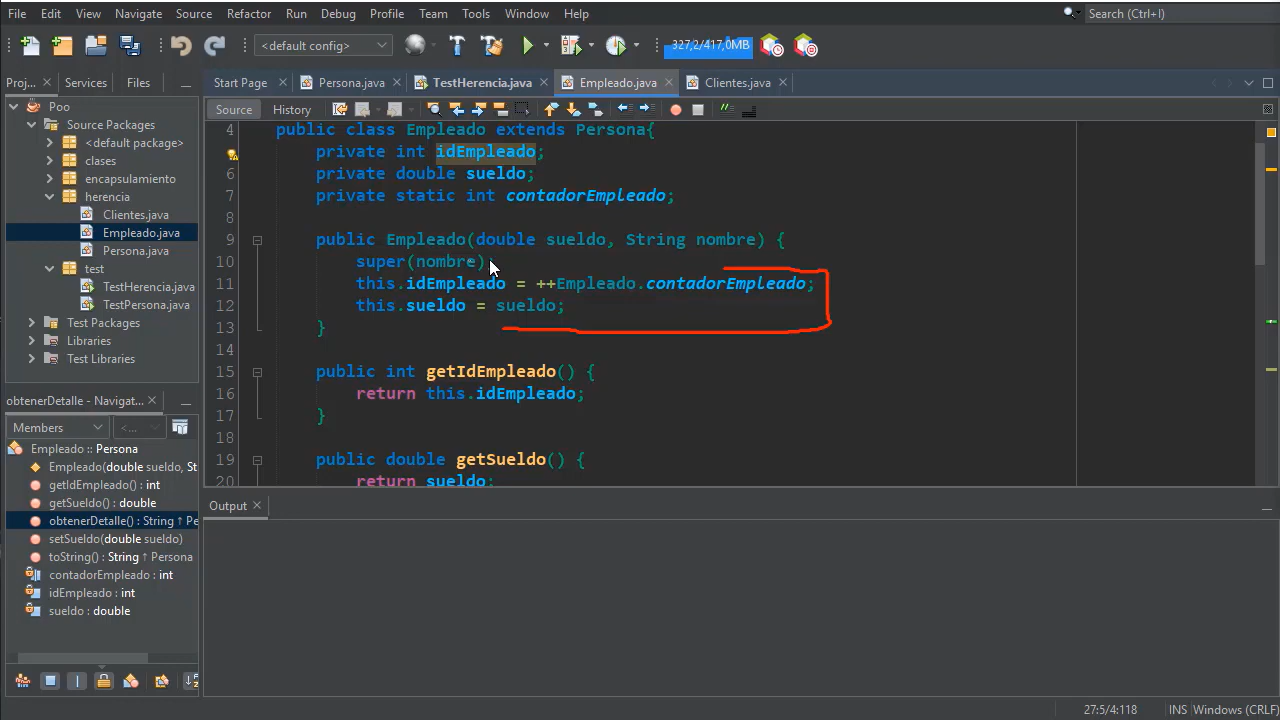 File Edit View Navigate Source Refactor Run Debug Profile Team Tools Window Help
Search (Ctrl+I)
<default config>
327,2/417,0MB
Proj... Services Files
Start Page
Persona.java
TestHerencia.java
Empleado.java
Clientes.java
Source History
Poo
Source Packages
<default package>
clases
encapsulamiento
herencia
Clientes.java
Empleado.java
Persona.java
test
TestHerencia.java
TestPersona.java
Test Packages
Libraries
Test Libraries
4 public class Empleado extends Persona{
private int idEmpleado;
6 private double sueldo;
7 private static int contadorEmpleado;
8
9 public Empleado(double sueldo, String nombre) {
10 super(nombre);
11 this.idEmpleado = ++Empleado.contadorEmpleado;
12 this.sueldo = sueldo;
13 }
14
15 public int getIdEmpleado() {
16 return this.idEmpleado;
17 }
18
19 public double getSueldo() {
20 return sueldo;
obtenerDetalle - Navigat...
Members
<...
Empleado :: Persona
Empleado(double sueldo, St
getIdEmpleado() : int
getSueldo() : double
obtenerDetalle() : String ↑ Pe
setSueldo(double sueldo)
toString() : String ↑ Persona
contadorEmpleado : int
idEmpleado : int
sueldo : double
Output
27:5/4:118
INS
Windows (CRLF)